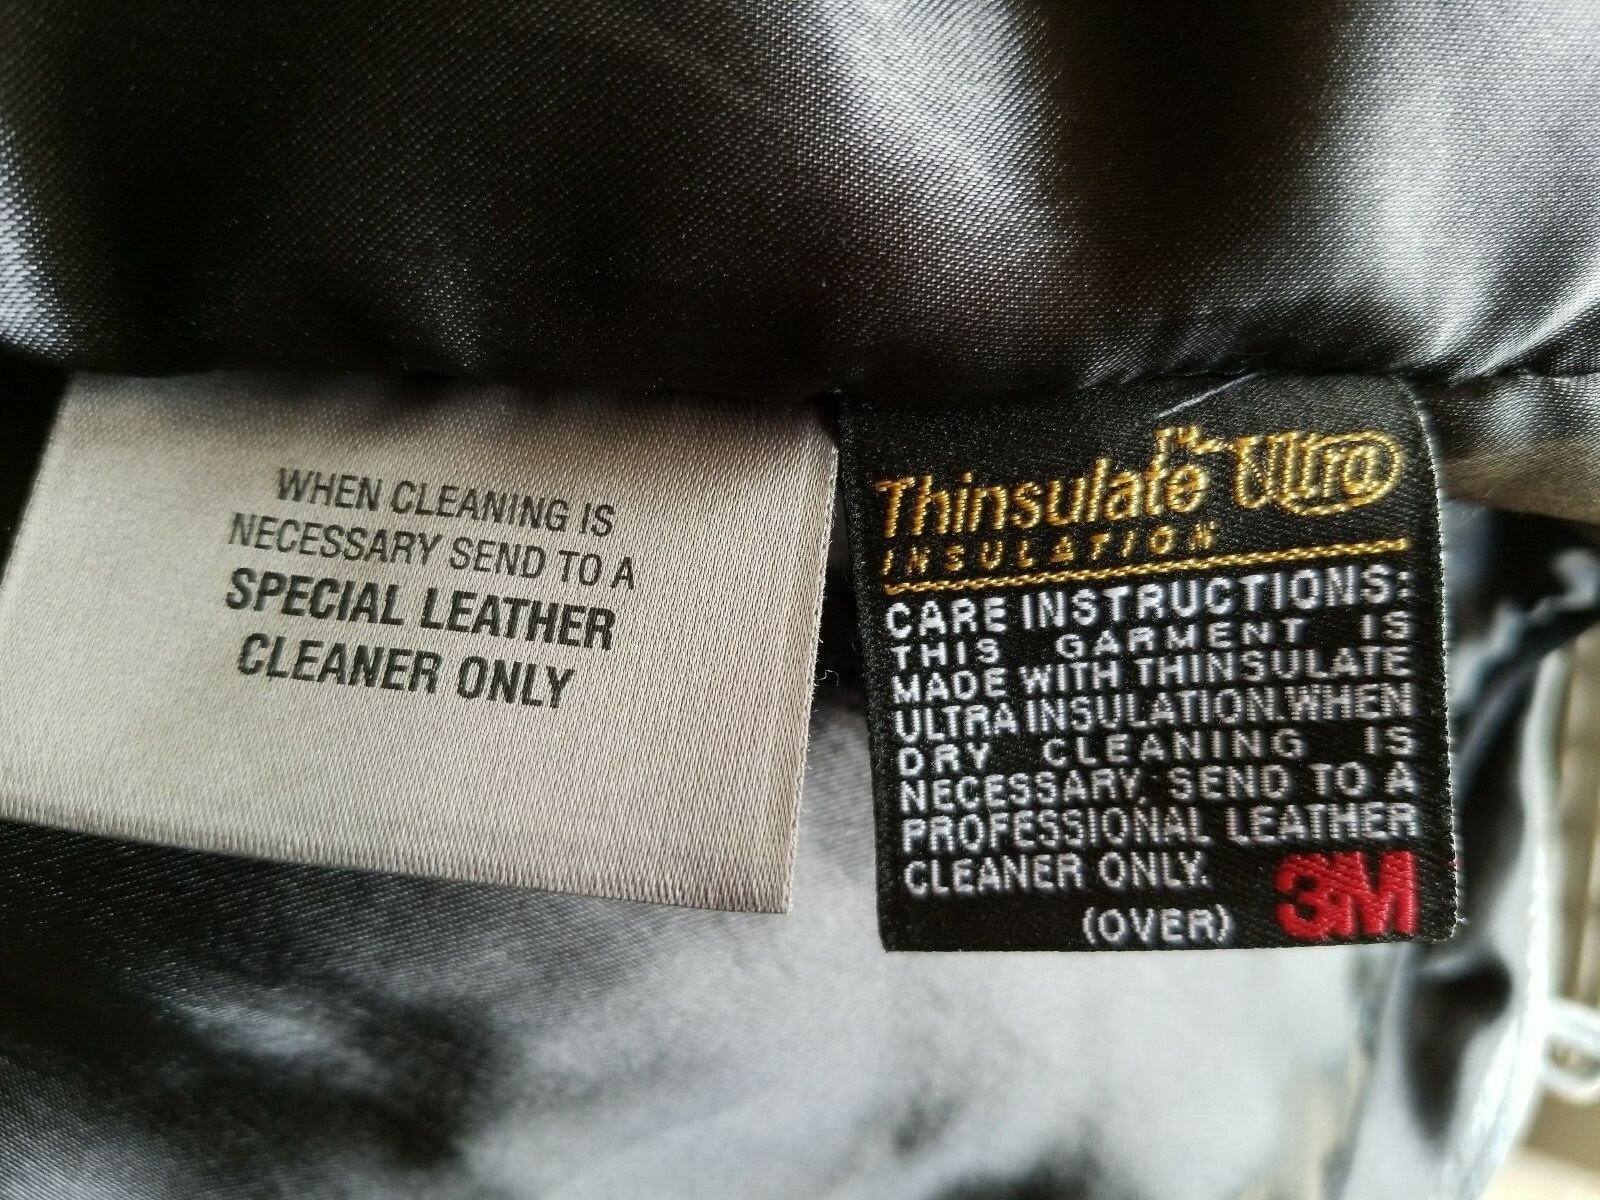 WHEN CLEANING IS
NECESSARY SEND TO A
SPECIAL LEATHER
CLEANER ONLY
Thinsulate™ Ultra
INSULATION
CARE INSTRUCTIONS:
THIS GARMENT IS
MADE WITH THINSULATE
ULTRA INSULATION. WHEN
DRY CLEANING IS
NECESSARY, SEND TO A
PROFESSIONAL LEATHER
CLEANER ONLY.
(OVER) 3M